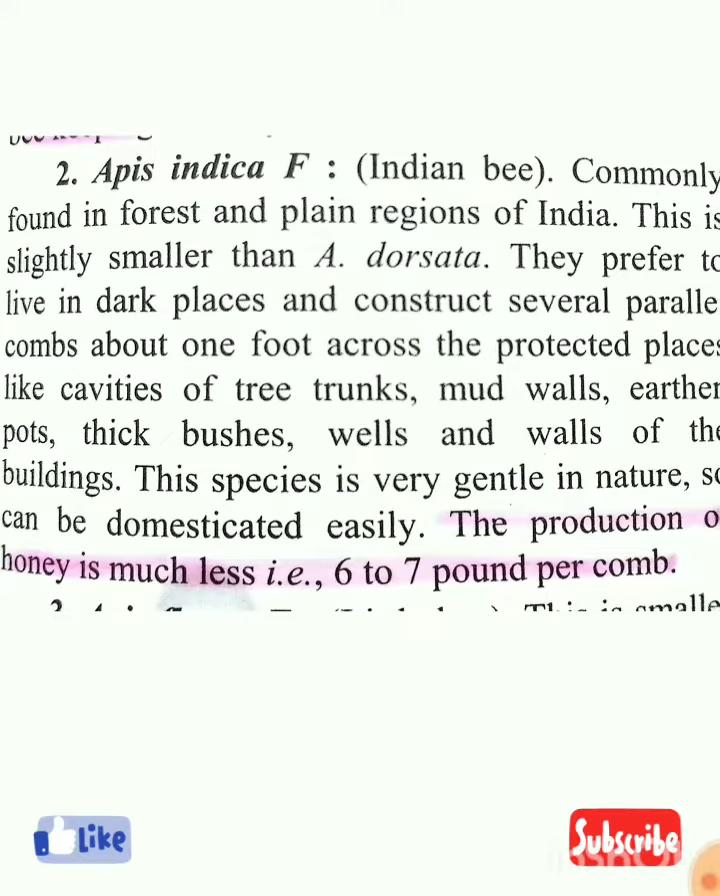 2. Apis indica F : (Indian bee). Commonly
found in forest and plain regions of India. This is
slightly smaller than A. dorsata. They prefer to
live in dark places and construct several paralle
combs about one foot across the protected places
like cavities of tree trunks, mud walls, earthen
pots, thick bushes, wells and walls of the
buildings. This species is very gentle in nature, so
can be domesticated easily. The production o
honey is much less i.e., 6 to 7 pound per comb.
This is smalle
Like
Subscribe